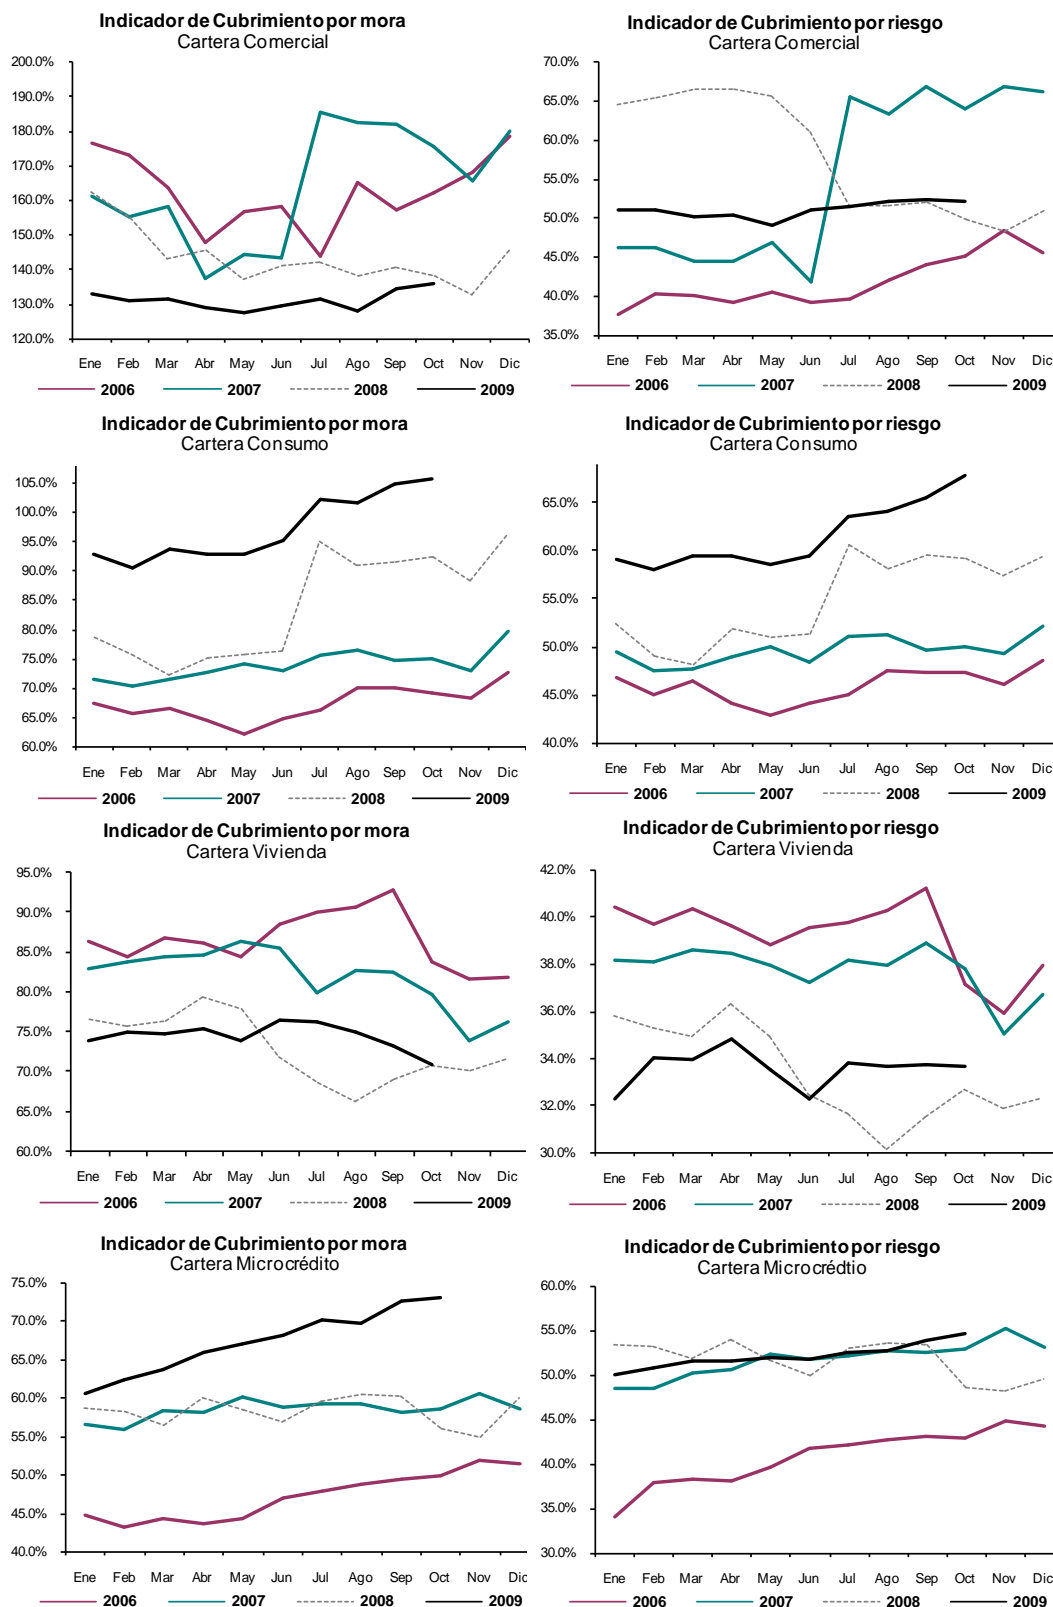 Indicador de Cubrimiento por mora
Cartera Comercial
200.0%
190.0%
180.0%
170.0%
160.0%
150.0%
140.0%
130.0%
120.0%
Ene Feb Mar Abr May Jun Jul Ago Sep Oct Nov Dic
2006 2007 2008 2009
Indicador de Cubrimiento por riesgo
Cartera Comercial
70.0%
65.0%
60.0%
55.0%
50.0%
45.0%
40.0%
35.0%
Ene Feb Mar Abr May Jun Jul Ago Sep Oct Nov Dic
2006 2007 2008 2009
Indicador de Cubrimiento por mora
Cartera Consumo
105.0%
100.0%
95.0%
90.0%
85.0%
80.0%
75.0%
70.0%
65.0%
60.0%
Ene Feb Mar Abr May Jun Jul Ago Sep Oct Nov Dic
2006 2007 2008 2009
Indicador de Cubrimiento por riesgo
Cartera Consumo
65.0%
60.0%
55.0%
50.0%
45.0%
40.0%
Ene Feb Mar Abr May Jun Jul Ago Sep Oct Nov Dic
2006 2007 2008 2009
Indicador de Cubrimiento por mora
Cartera Vivienda
95.0%
90.0%
85.0%
80.0%
75.0%
70.0%
65.0%
60.0%
Ene Feb Mar Abr May Jun Jul Ago Sep Oct Nov Dic
2006 2007 2008 2009
Indicador de Cubrimiento por riesgo
Cartera Vivienda
42.0%
40.0%
38.0%
36.0%
34.0%
32.0%
30.0%
Ene Feb Mar Abr May Jun Jul Ago Sep Oct Nov Dic
2006 2007 2008 2009
Indicador de Cubrimiento por mora
Cartera Microcrédito
75.0%
70.0%
65.0%
60.0%
55.0%
50.0%
45.0%
40.0%
Ene Feb Mar Abr May Jun Jul Ago Sep Oct Nov Dic
2006 2007 2008 2009
Indicador de Cubrimiento por riesgo
Cartera Microcrédtio
60.0%
55.0%
50.0%
45.0%
40.0%
35.0%
30.0%
Ene Feb Mar Abr May Jun Jul Ago Sep Oct Nov Dic
2006 2007 2008 2009